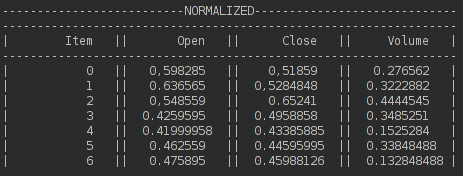 -------------------------NORMALIZED----------------------------
|        Item   ||       Open      ||      Close     ||     Volume   |
|           0   ||     0,598285    ||     0,51859    ||    0.276562   |
|           1   ||     0.636565    ||     0,5284848  ||    0.3222882  |
|           2   ||     0,548559    ||     0.65241    ||    0.4444545  |
|           3   ||    0.4259595    ||     0.4958858  ||    0.3485251  |
|           4   ||    0.41999958   ||    0.43385885  ||    0.1525284  |
|           5   ||     0.462559    ||    0.44595995  ||    0.33848488 |
|           6   ||     0.475895    ||    0.45988126  ||   0.132848488 |